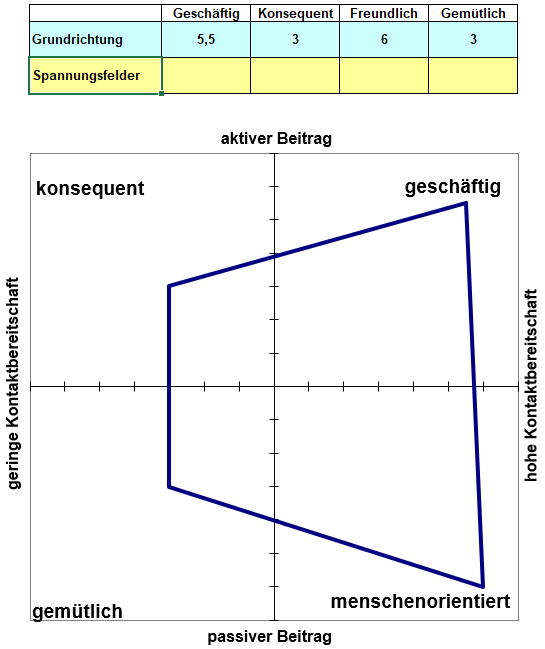 Geschäftig Konsequent Freundlich Gemütlich
Grundrichtung 5,5 3 6 3
Spannungsfelder
aktiver Beitrag
konsequent geschäftig
geringe Kontaktbereitschaft
hohe Kontaktbereitschaft
menschenorientiert
gemütlich
passiver Beitrag